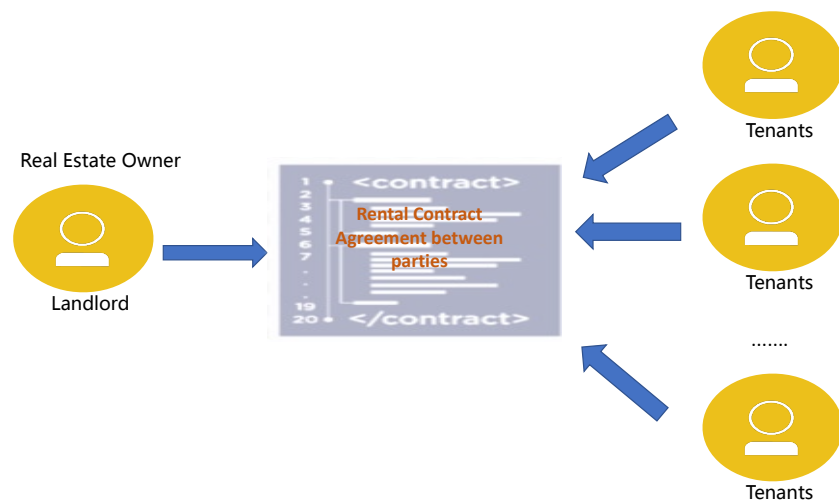 Real Estate Owner
Landlord
1 <contract>
2
3
4
5
6
7
.
.
.
19
20 </contract>
Rental Contract
Agreement between
parties
Tenants
Tenants
.......
Tenants